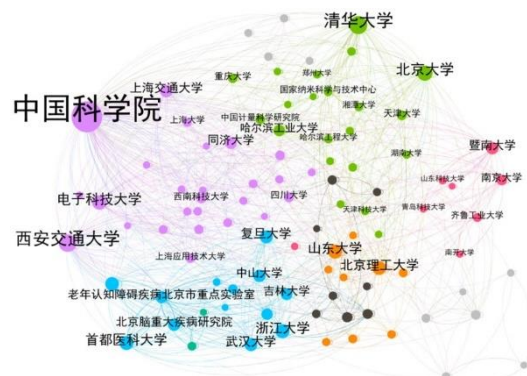 清华大学
北京大学
郑州大学
重庆大学
国家纳米科学与技术中心
上海交通大学
湘潭大学
中国科学院
中国计量科学研究院
天津大学
上海大学
哈尔滨工业大学
哈尔滨工程大学
同济大学
暨南大学
湖南大学
山东科技大学
南京大学
西南科技大学
四川大学
电子科技大学
天津科技大学
青岛科技大学
齐鲁工业大学
西安交通大学
复旦大学
山东大学
南开大学
上海应用技术大学
北京理工大学
中山大学
老年认知障碍疾病北京市重点实验室
吉林大学
北京脑重大疾病研究院
浙江大学
首都医科大学
武汉大学